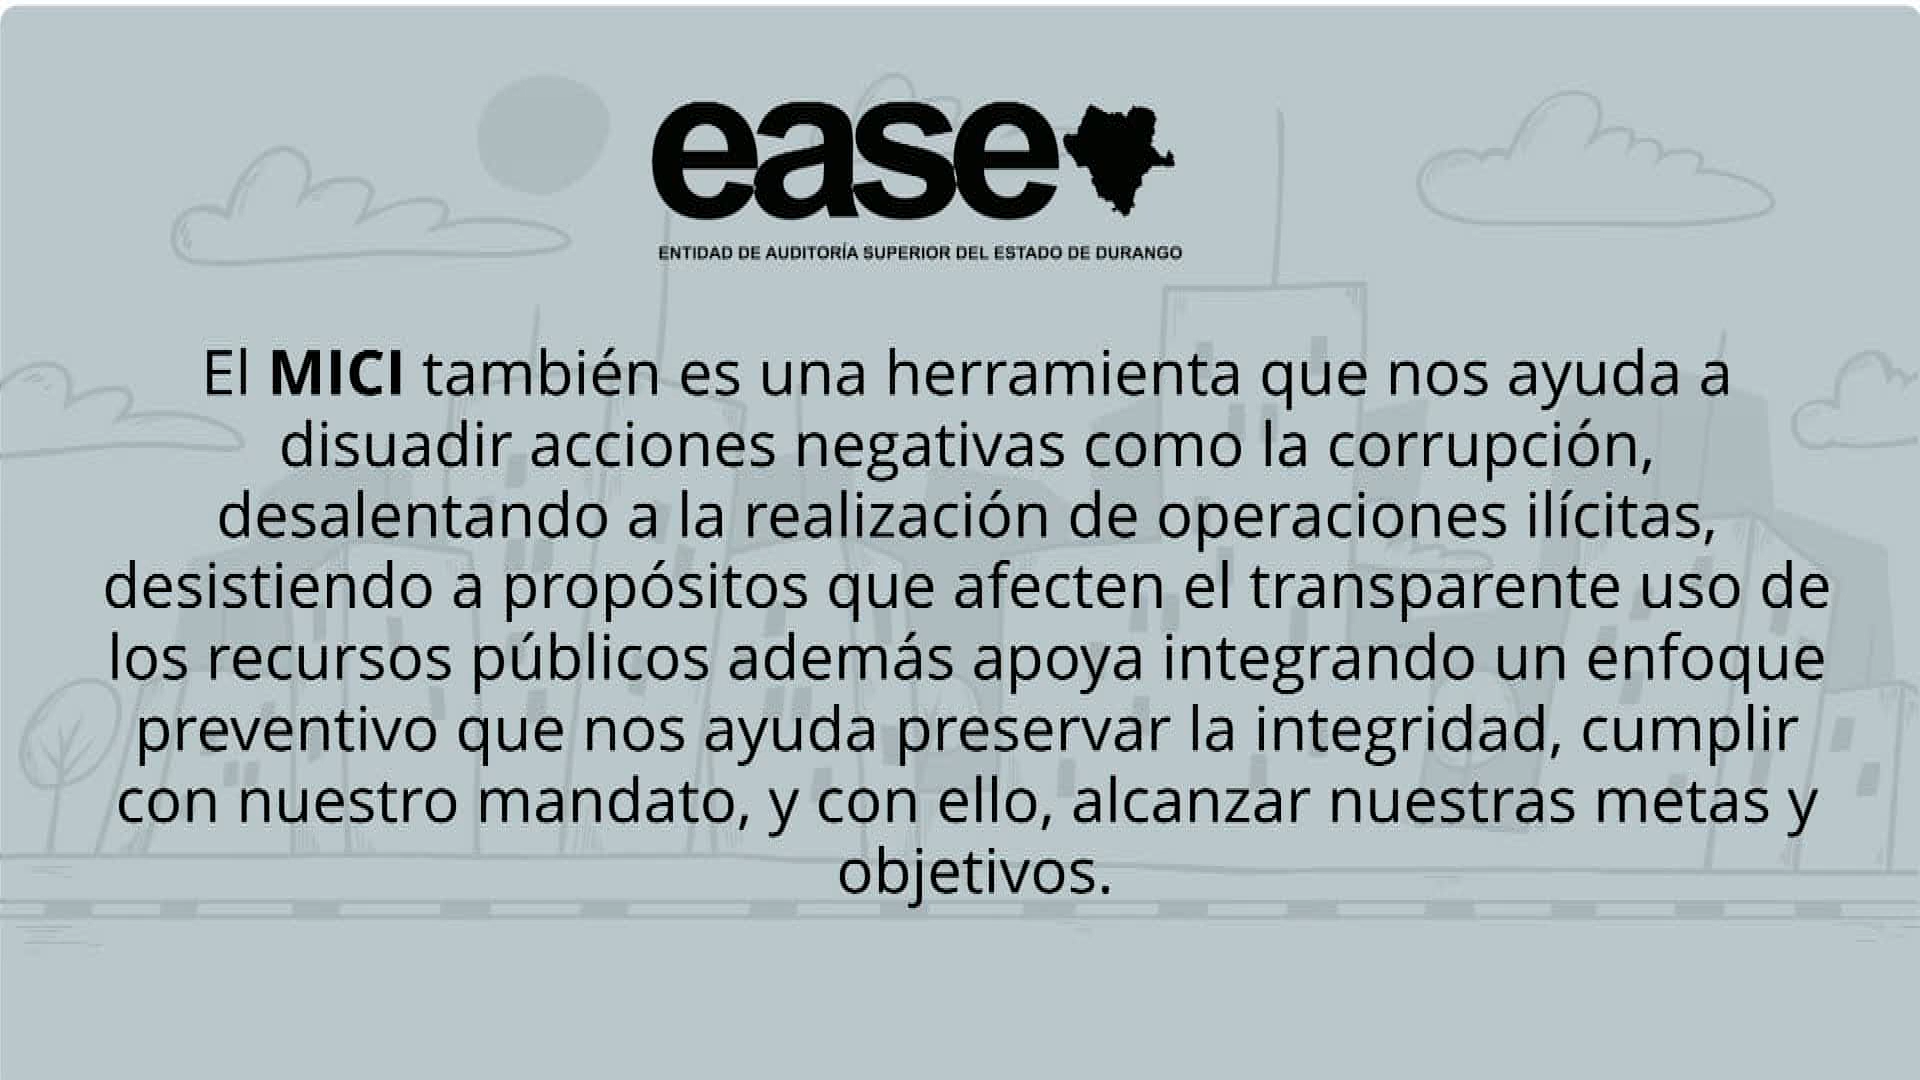 ease
ENTIDAD DE AUDITORÍA SUPERIOR DEL ESTADO DE DURANGO
El MICI también es una herramienta que nos ayuda a
disuadir acciones negativas como la corrupción,
desalentando a la realización de operaciones ilícitas,
desistiendo a propósitos que afecten el transparente uso de
los recursos públicos además apoya integrando un enfoque
preventivo que nos ayuda preservar la integridad, cumplir
con nuestro mandato, y con ello, alcanzar nuestras metas y
objetivos.